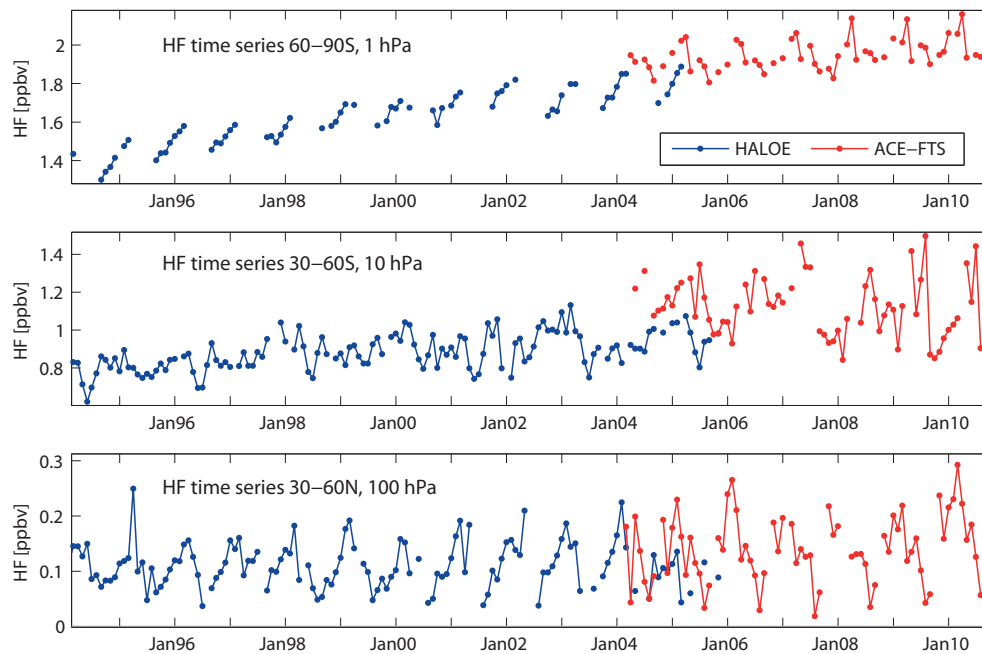 HF time series 60−90S, 1 hPa
HF [ppbv]
2
1.8
1.6
1.4
HALOE
ACE−FTS
Jan96
Jan98
Jan00
Jan02
Jan04
Jan06
Jan08
Jan10
HF time series 30−60S, 10 hPa
HF [ppbv]
1.4
1.2
1
0.8
Jan96
Jan98
Jan00
Jan02
Jan04
Jan06
Jan08
Jan10
HF time series 30−60N, 100 hPa
HF [ppbv]
0.3
0.2
0.1
0
Jan96
Jan98
Jan00
Jan02
Jan04
Jan06
Jan08
Jan10